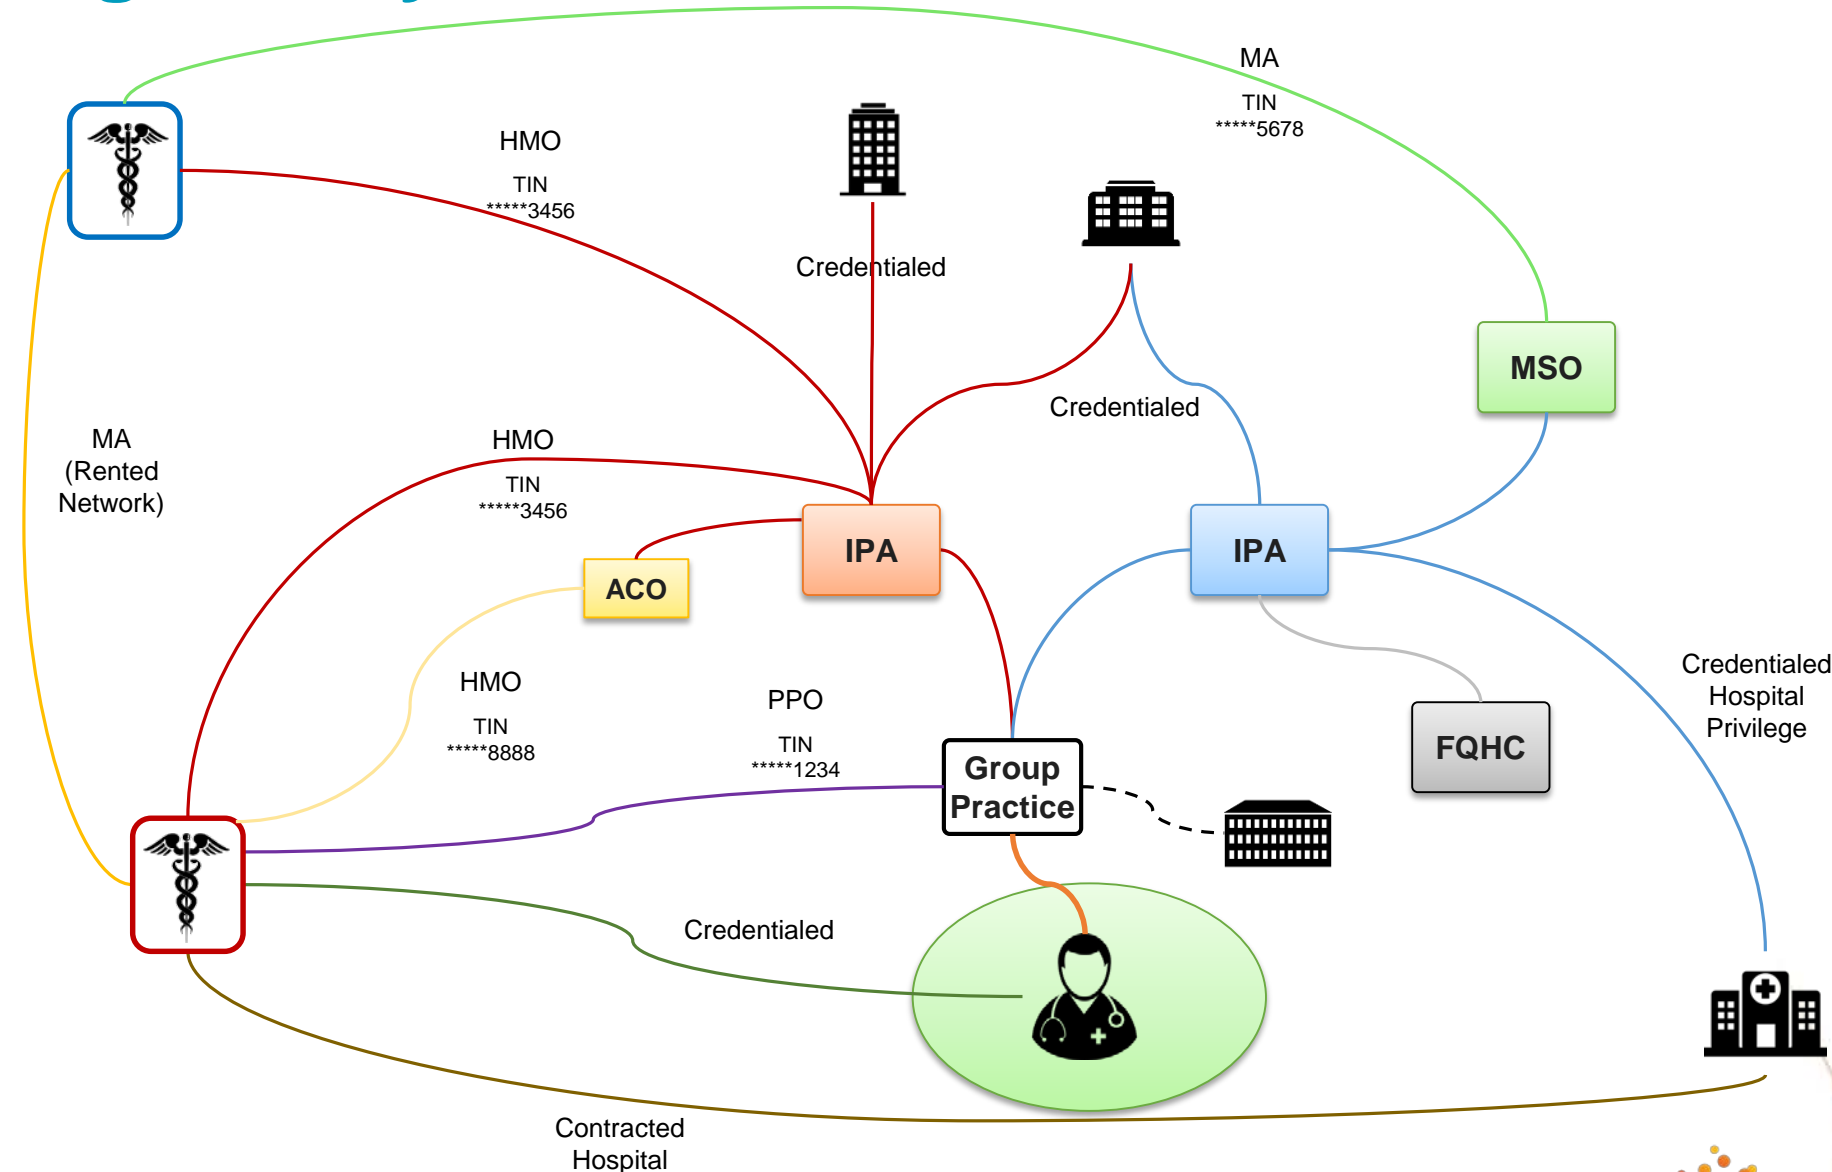 MA
TIN
*****5678
HMO
TIN
*****3456
Credentialed
MSO
Credentialed
MA
(Rented
Network)
HMO
TIN
*****3456
IPA
IPA
ACO
HMO
TIN
*****8888
PPO
TIN
*****1234
Credentialed
Hospital
Privilege
FQHC
Group
Practice
Credentialed
Contracted
Hospital